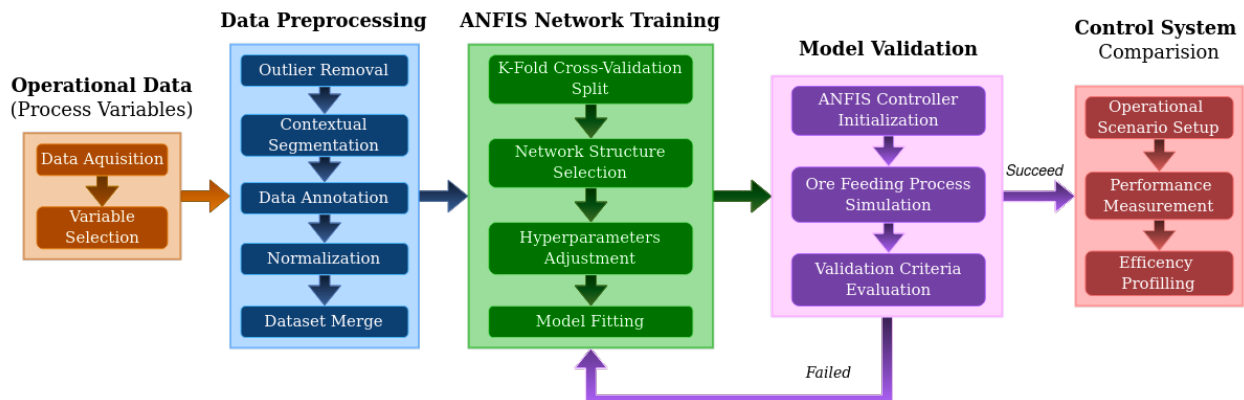 Operational Data
(Process Variables)
Data Aquisition
Variable
Selection
Data Preprocessing
Outlier Removal
Contextual
Segmentation
Data Annotation
Normalization
Dataset Merge
ANFIS Network Training
K-Fold Cross-Validation
Split
Network Structure
Selection
Hyperparameters
Adjustment
Model Fitting
Model Validation
ANFIS Controller
Initialization
Ore Feeding Process
Simulation
Validation Criteria
Evaluation
Failed
Succeed
Control System
Comparision
Operational
Scenario Setup
Performance
Measurement
Efficency
Profilling